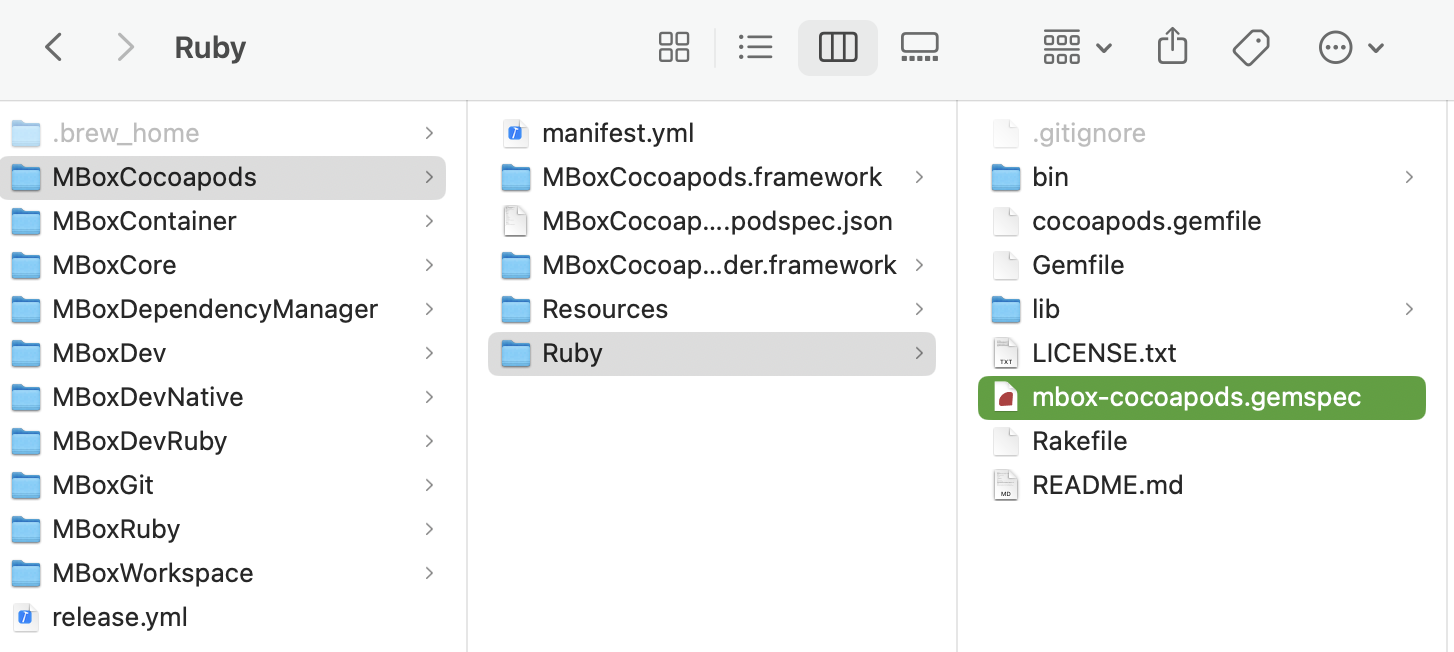 Ruby
.brew_home
MBoxCocoapods
MBoxContainer
MBoxCore
MBoxDependencyManager
MBoxDev
MBoxDevNative
MBoxDevRuby
MBoxGit
MBoxRuby
MBoxWorkspace
release.yml
manifest.yml
MBoxCocoapods.framework
MBoxCocoap....podspec.json
MBoxCocoap...der.framework
Resources
Ruby
.gitignore
bin
cocoapods.gemfile
Gemfile
lib
TXT
LICENSE.txt
mbox-cocoapods.gemspec
Rakefile
MD
README.md